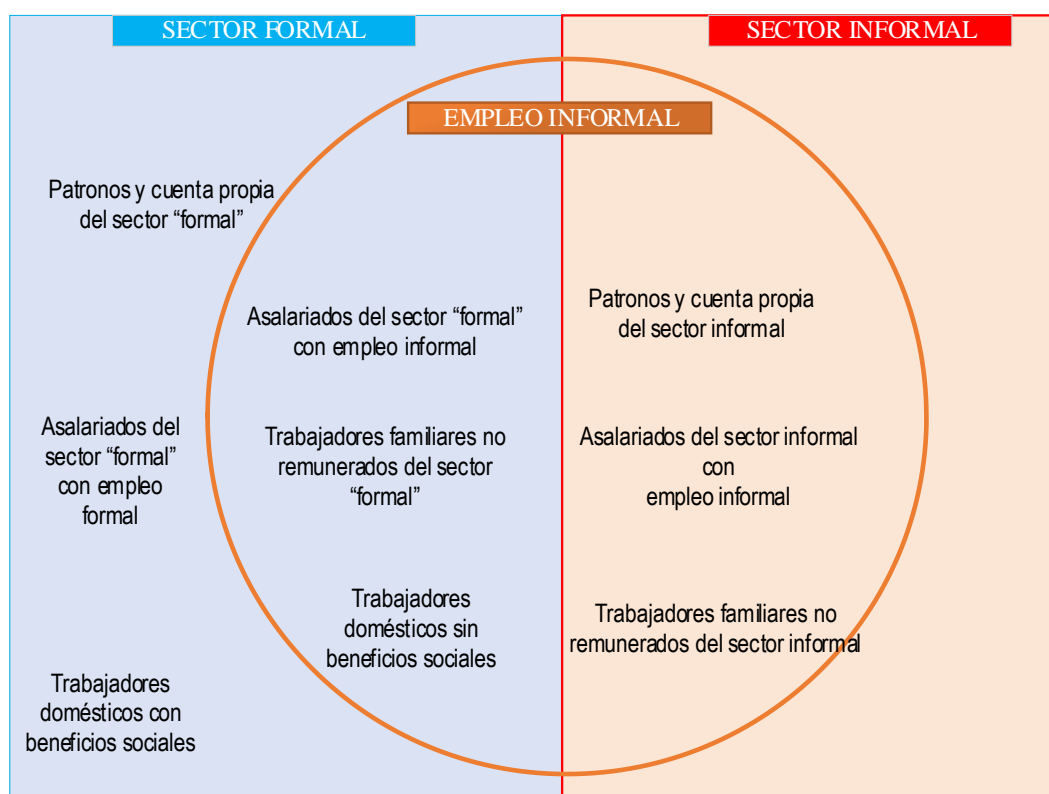 SECTOR FORMAL
SECTOR INFORMAL
EMPLEO INFORMAL
Patronos y cuenta propia
del sector “formal”
Asalariados del sector “formal”
con empleo informal
Patronos y cuenta propia
del sector informal
Asalariados del
sector “formal”
con empleo
formal
Trabajadores familiares no
remunerados del sector
“formal”
Asalariados del sector informal
con
empleo informal
Trabajadores
domésticos sin
beneficios sociales
Trabajadores familiares no
remunerados del sector informal
Trabajadores
domésticos con
beneficios sociales